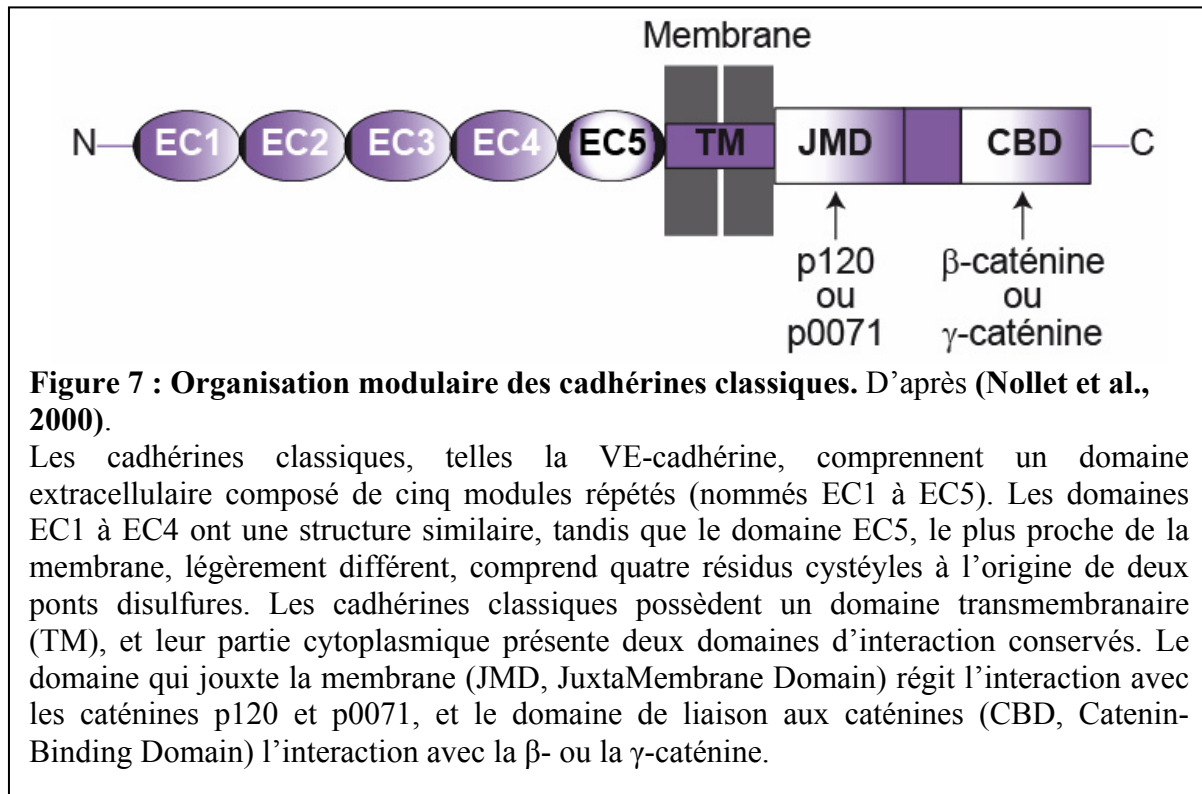 Membrane
N EC1 EC2 EC3 EC4 EC5 TM JMD CBD C
p120 β-caténine
ou ou
p0071 γ-caténine
Figure 7 : Organisation modulaire des cadhérines classiques. D’après (Nollet et al.,
2000).
Les cadhérines classiques, telles la VE-cadhérine, comprennent un domaine
extracellulaire composé de cinq modules répétés (nommés EC1 à EC5). Les domaines
EC1 à EC4 ont une structure similaire, tandis que le domaine EC5, le plus proche de la
membrane, légèrement différent, comprend quatre résidus cystéyles à l’origine de deux
ponts disulfures. Les cadhérines classiques possèdent un domaine transmembranaire
(TM), et leur partie cytoplasmique présente deux domaines d’interaction conservés. Le
domaine qui jouxte la membrane (JMD, JuxtaMembrane Domain) régit l’interaction avec
les caténines p120 et p0071, et le domaine de liaison aux caténines (CBD, Catenin-
Binding Domain) l’interaction avec la β- ou la γ-caténine.